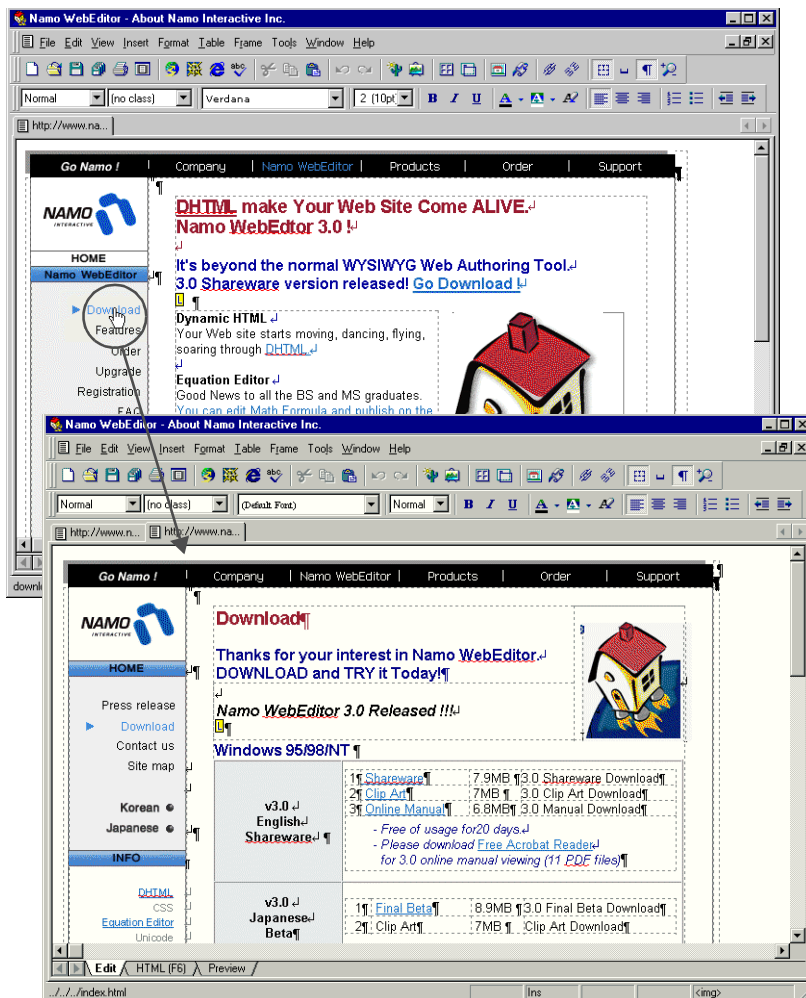 Namo WebEditor - About Namo Interactive Inc.
File Edit View Insert Format Table Frame Tools Window Help
abc
Normal (no class) Verdana 2 (10pt) B I U A A A
http://www.na...
Go Namo ! Company Namo WebEditor Products Order Support
NAMO
INTERACTIVE
HOME
Namo WebEditor
Download
Features
Order
Upgrade
Registration
FAQ
DHTML make Your Web Site Come ALIVE.↵
Namo WebEdtor 3.0 !↵
It's beyond the normal WYSIWYG Web Authoring Tool.↵
3.0 Shareware version released! Go Download !↵
L ¶
Dynamic HTML ↵
Your Web site starts moving, dancing, flying,
soaring through DHTML.↵
Equation Editor↵
Good News to all the BS and MS graduates.
You can edit Math Formula and publish on the
downl
Namo WebEditor - About Namo Interactive Inc.
File Edit View Insert Format Table Frame Tools Window Help
abc
Normal (no class) (Default Font) Normal B I U A A A
http://www.n... http://www.na...
Go Namo ! Company Namo WebEditor Products Order Support
NAMO
INTERACTIVE
HOME
Press release
Download
Contact us
Site map
Korean
Japanese
INFO
DHTML
CSS
Equation Editor
Unicode
Download¶
Thanks for your interest in Namo WebEditor.↵
DOWNLOAD and TRY it Today!¶
Namo WebEditor 3.0 Released !!!↵
L¶
Windows 95/98/NT ¶
v3.0 ↵
English↵
Shareware↵ ¶
1¶ Shareware¶ 7.9MB ¶ 3.0 Shareware Download¶
2¶ Clip Art¶ 7MB ¶ 3.0 Clip Art Download¶
3¶ Online Manual¶ 6.8MB¶ 3.0 Manual Download¶
- Free of usage for20 days.↵
- Please download Free Acrobat Reader↵
for 3.0 online manual viewing (11 PDF files)¶
v3.0 ↵
Japanese↵
Beta¶
1¶ Final Beta¶ 8.9MB ¶ 3.0 Final Beta Download¶
2¶ Clip Art¶ 7MB ¶ Clip Art Download¶
Edit HTML (F6) Preview
../../../index.html Ins <img>